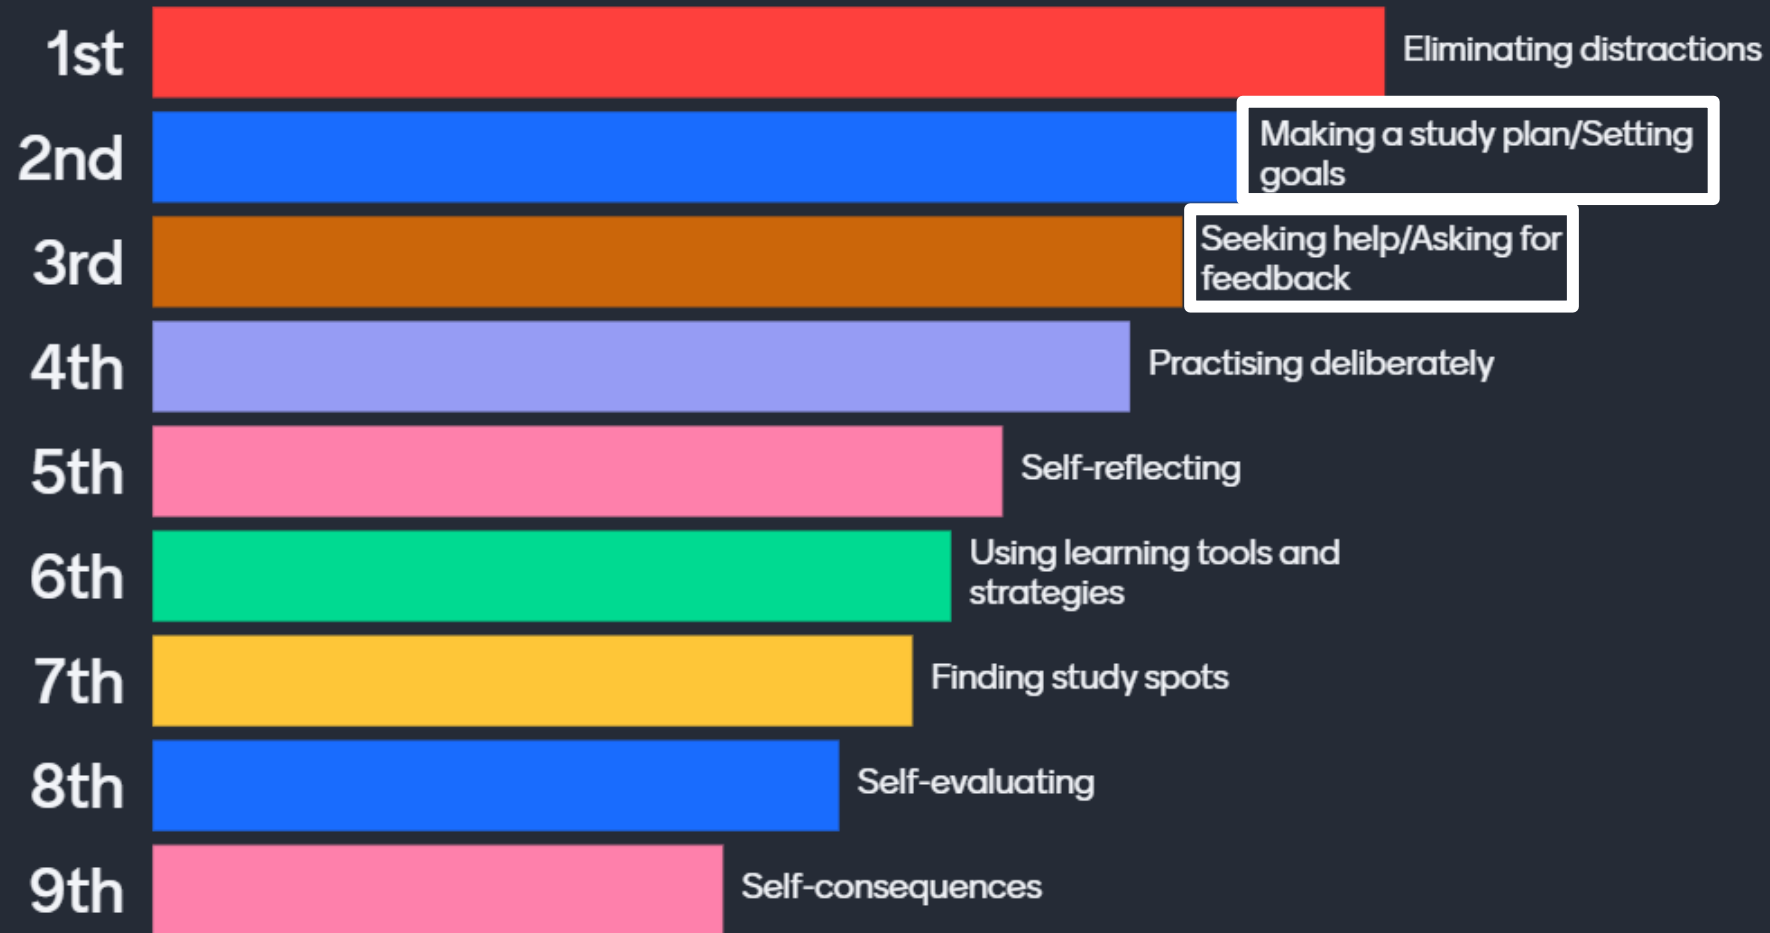 1st
Eliminating distractions
2nd
Making a study plan/Setting
goals
3rd
Seeking help/Asking for
feedback
4th
Practising deliberately
5th
Self-reflecting
6th
Using learning tools and
strategies
7th
Finding study spots
8th
Self-evaluating
9th
Self-consequences